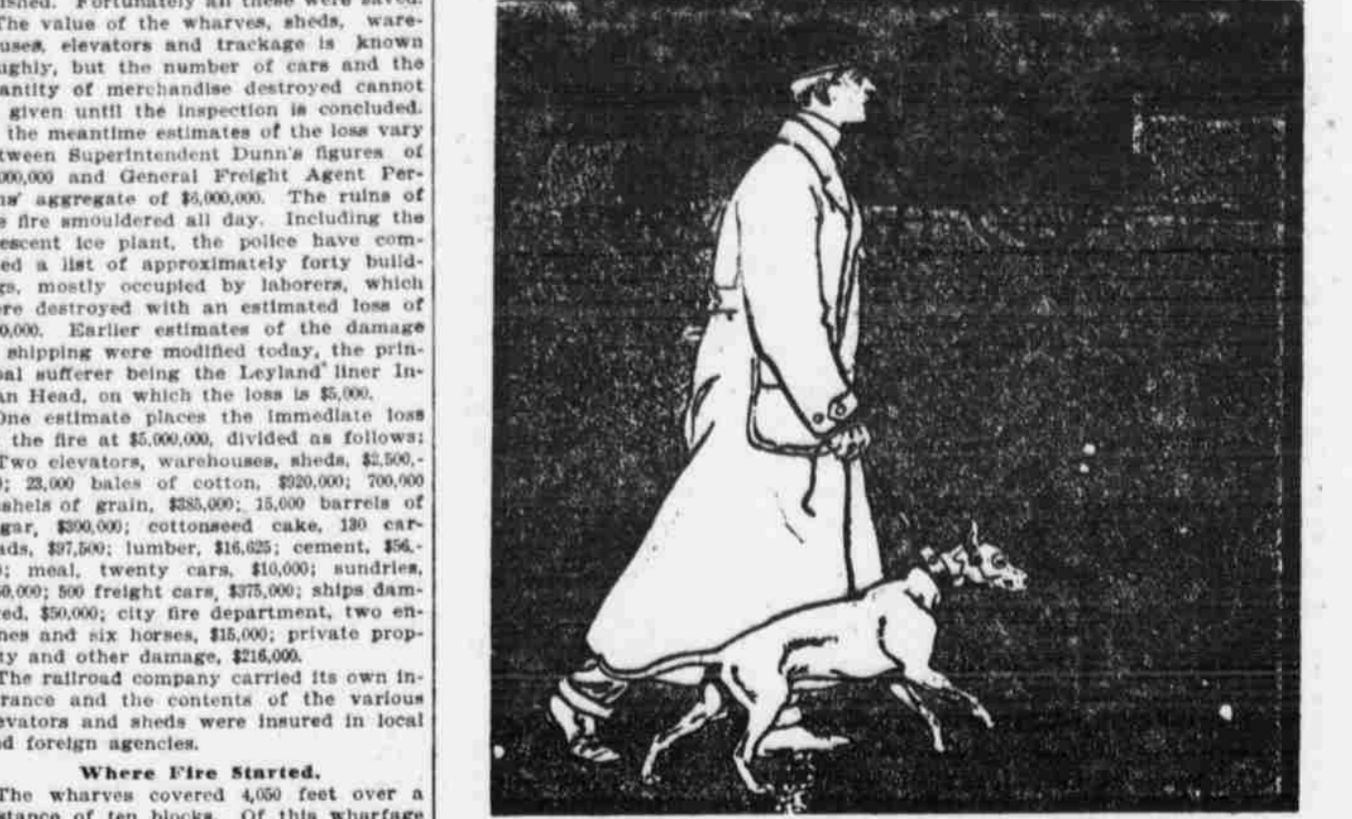 ished. Fortunately all these were saved.
The value of the wharves, sheds, ware-
uses, elevators and trackage is known
ughly, but the number of cars and the
antity of merchandise destroyed cannot
given until the inspection is concluded.
the meantime estimates of the loss vary
tween Superintendent Dunn's figures of
000,000 and General Freight Agent Per-
ns' aggregate of $6,000,000. The ruins of
e fire smouldered all day. Including the
escent ice plant, the police have com-
ed a list of approximately forty build-
gs, mostly occupied by laborers, which
ere destroyed with an estimated loss of
0,000. Earlier estimates of the damage
shipping were modified today, the prin-
pal sufferer being the Leyland liner In-
an Head, on which the loss is $5,000.
One estimate places the immediate loss
the fire at $5,000,000, divided as follows:
Two elevators, warehouses, sheds, $2,500,-
0; 23,000 bales of cotton, $920,000; 700,000
shels of grain, $385,000; 15,000 barrels of
gar, $300,000; cottonseed cake, 130 car-
ads, $97,500; lumber, $16,625; cement, $56,-
0; meal, twenty cars, $10,000; sundries,
50,000; 500 freight cars, $375,000; ships dam-
ed, $50,000; city fire department, two en-
nes and six horses, $15,000; private prop-
ty and other damage, $216,000.
The railroad company carried its own in-
rance and the contents of the various
evators and sheds were insured in local
d foreign agencies.
Where Fire Started.
The wharves covered 4,050 feet over a
stance of ten blocks. Of this wharfage